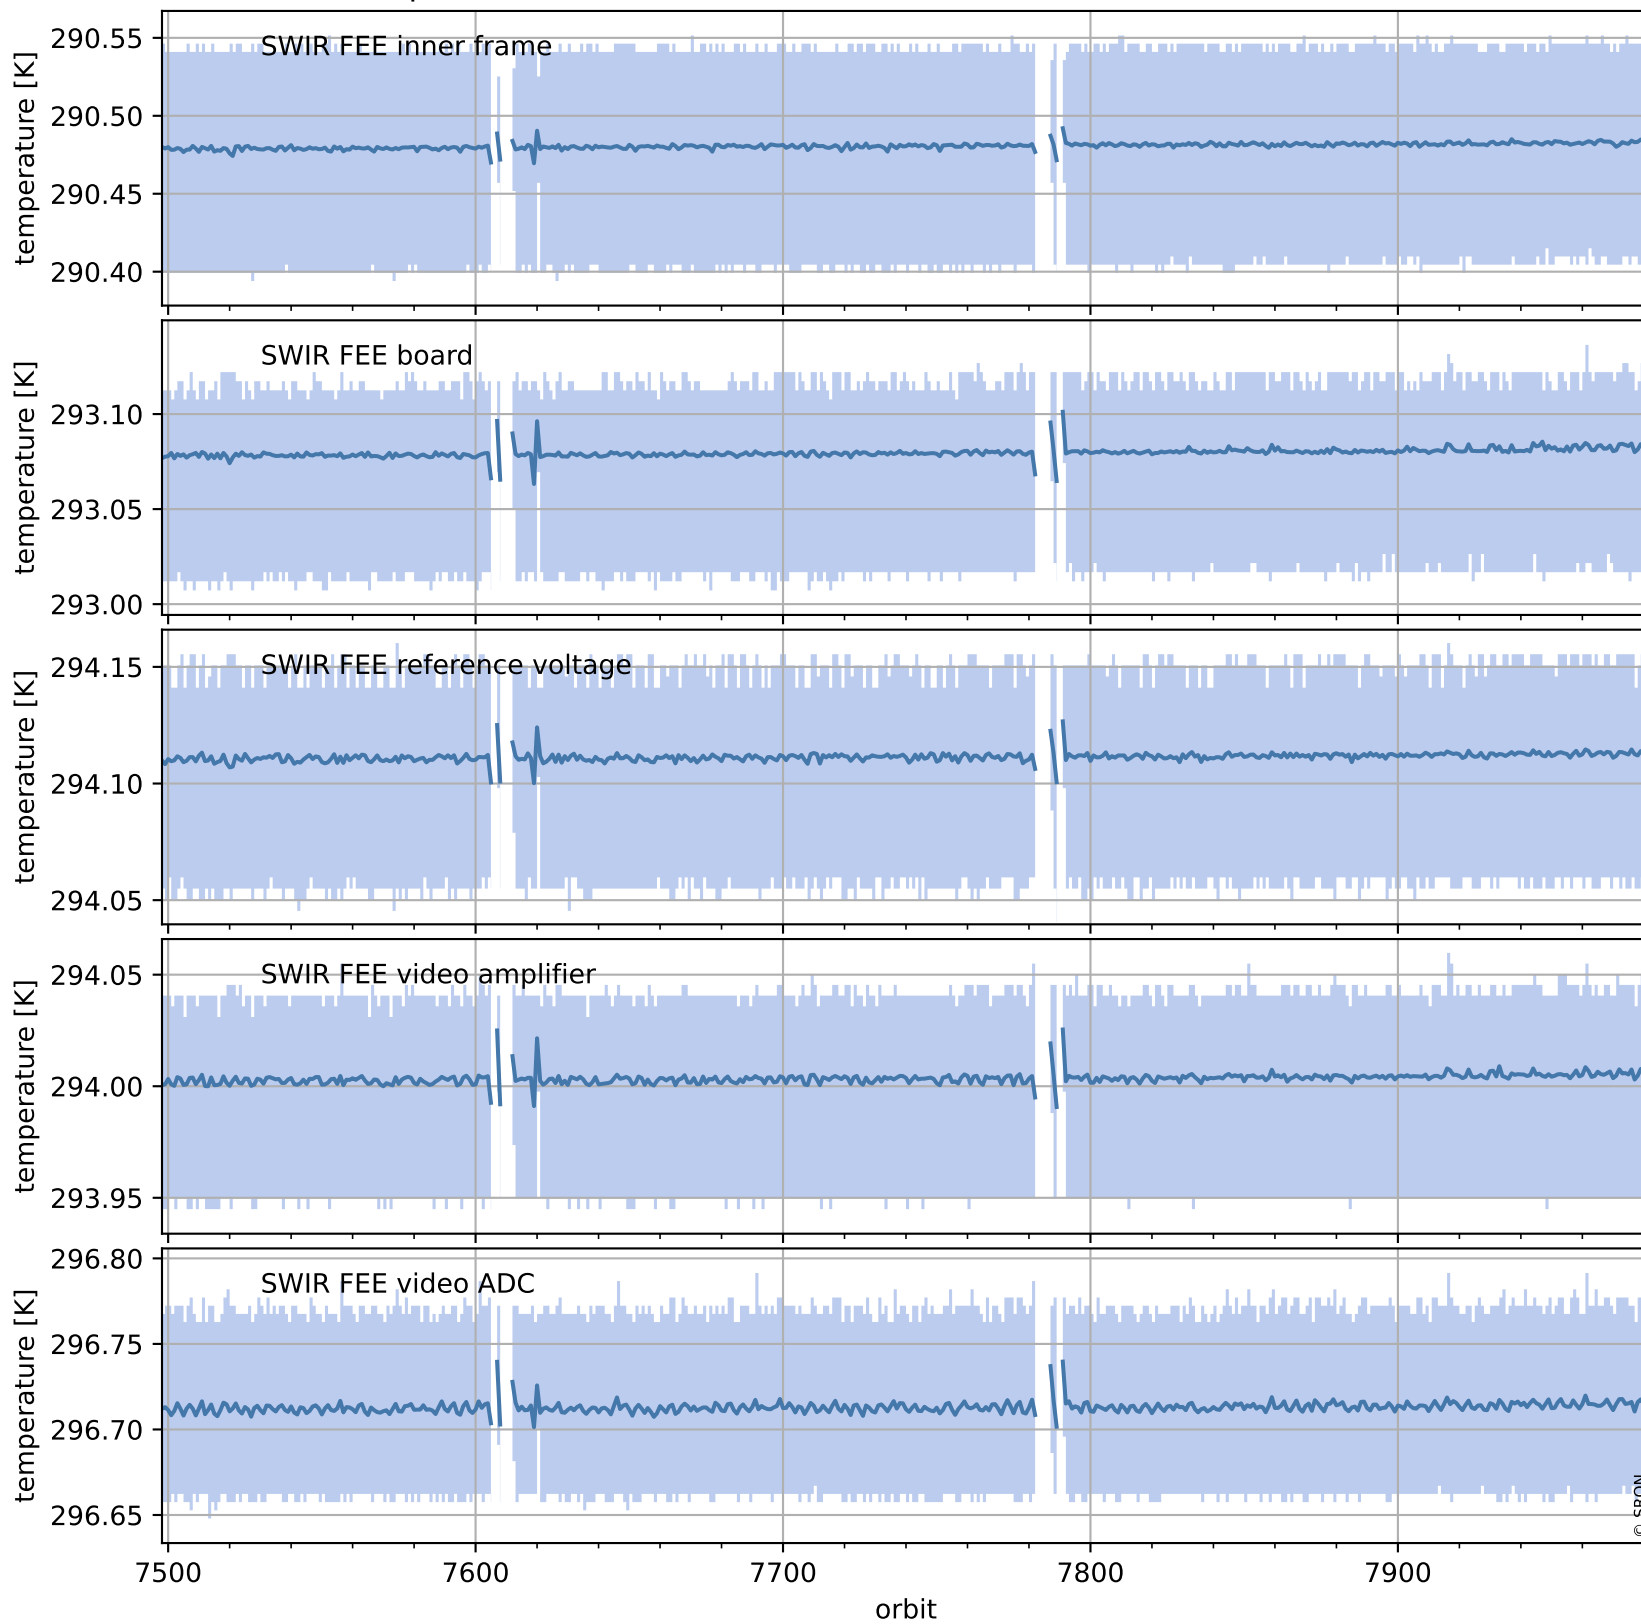 SWIR FEE inner frame
temperature [K]
290.55
290.50
290.45
290.40
SWIR FEE board
temperature [K]
293.10
293.05
293.00
SWIR FEE reference voltage
temperature [K]
294.15
294.10
294.05
SWIR FEE video amplifier
temperature [K]
294.05
294.00
293.95
SWIR FEE video ADC
temperature [K]
296.80
296.75
296.70
296.65
7500 7600 7700 7800 7900
orbit